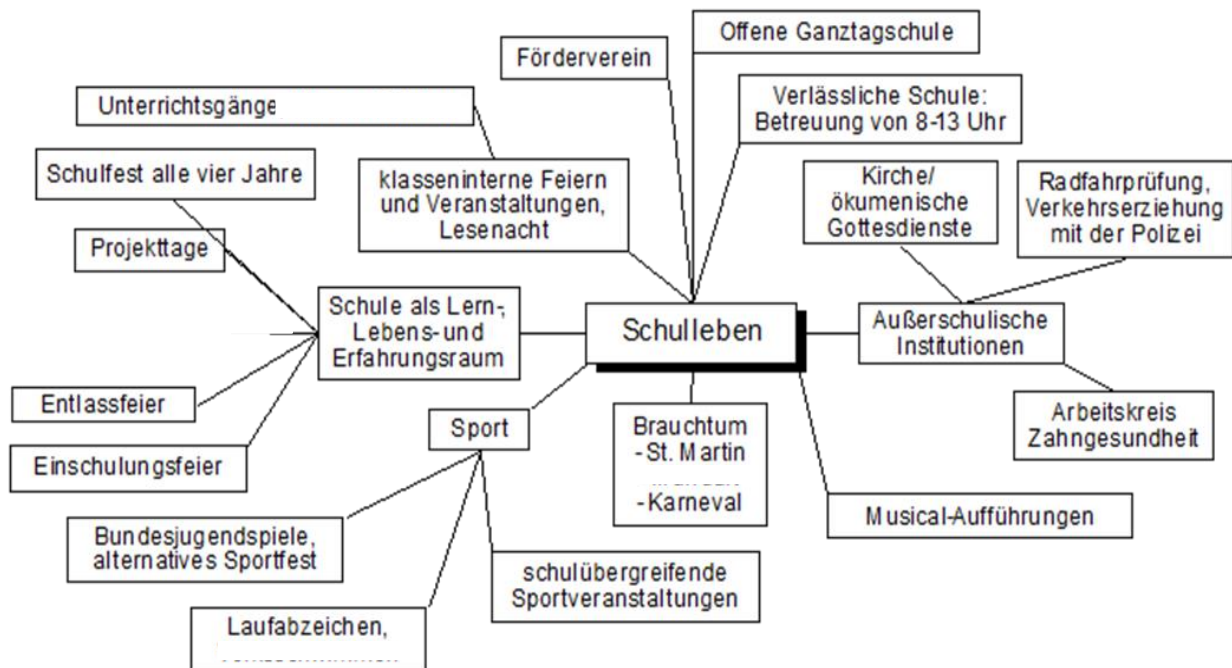 Offene Ganztagschule
Förderverein
Verlässliche Schule:
Betreuung von 8-13 Uhr
Unterrichtsgänge
Schulfest alle vier Jahre
klasseninterne Feiern
und Veranstaltungen,
Lesenacht
Kirche/
ökumenische
Gottesdienste
Radfahrprüfung,
Verkehrserziehung
mit der Polizei
Projekttage
Schule als Lern-,
Lebens-und
Erfahrungsraum
Schulleben
Außerschulische
Institutionen
Entlassfeier
Einschulungsfeier
Sport
Brauchtum
-St. Martin
-Karneval
Arbeitskreis
Zahngesundheit
Musical-Aufführungen
Bundesjugendspiele,
alternatives Sportfest
schulübergreifende
Sportveranstaltungen
Laufabzeichen,